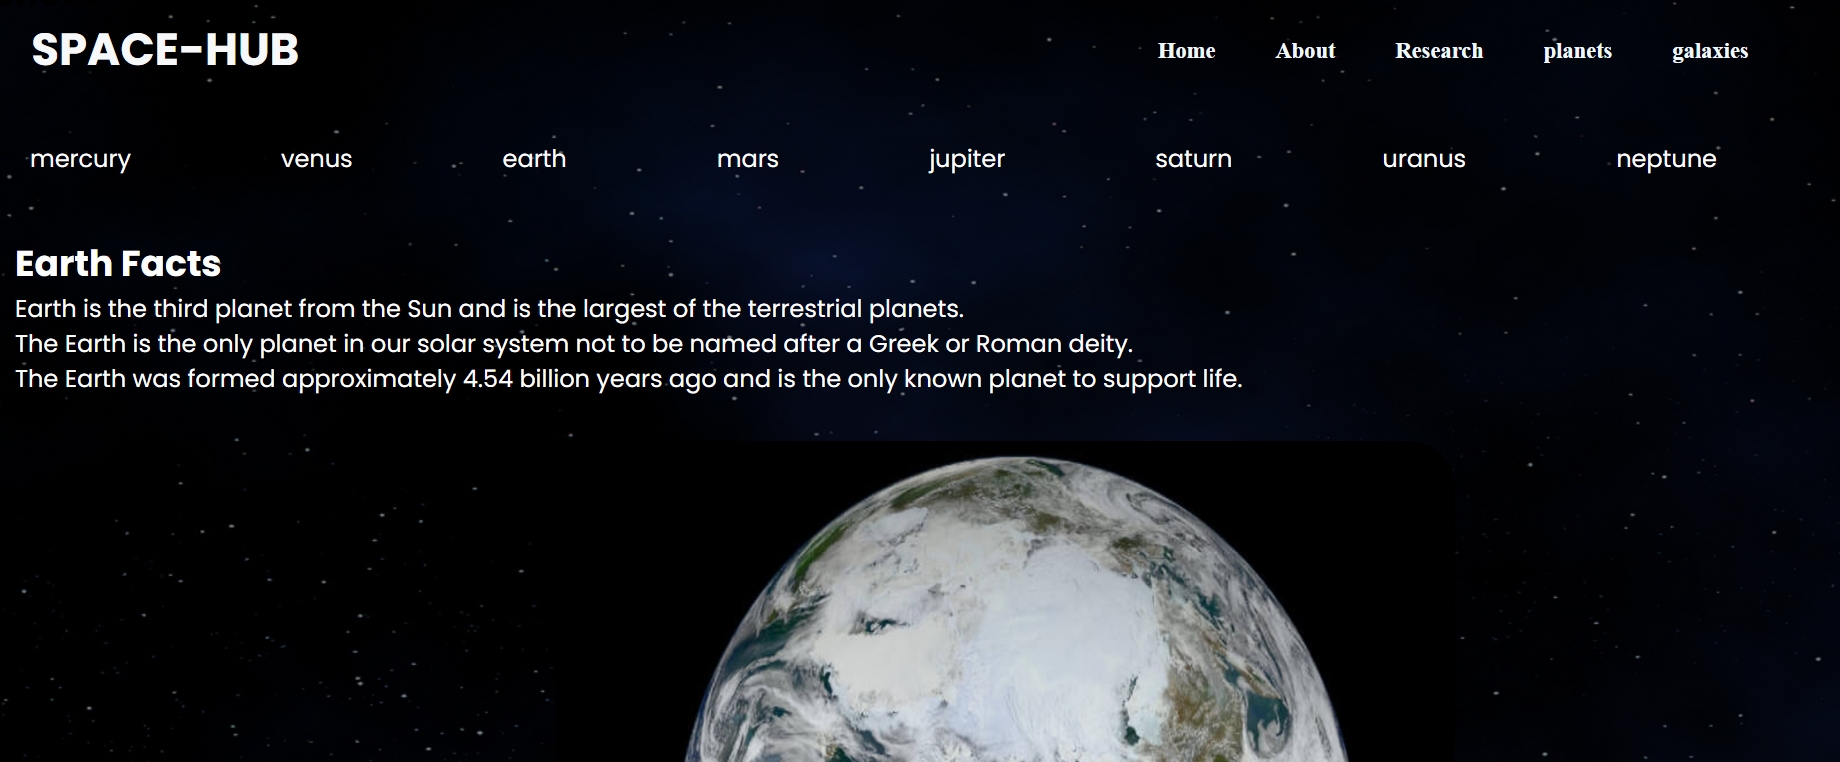 SPACE-HUB Home About Research planets galaxies
mercury venus earth mars jupiter saturn uranus neptune
Earth Facts
Earth is the third planet from the Sun and is the largest of the terrestrial planets.
The Earth is the only planet in our solar system not to be named after a Greek or Roman deity.
The Earth was formed approximately 4.54 billion years ago and is the only known planet to support life.